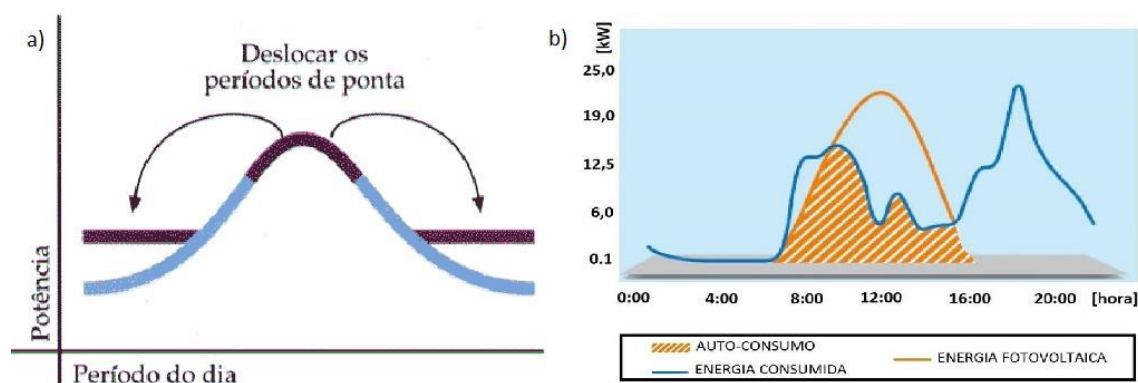 a)
Deslocar os
períodos de ponta
Potência
Período do dia
b)
[kW]
25,0
19,0
12,5
6,0
0.1
0:00 4:00 8:00 12:00 16:00 20:00 [hora]
AUTO-CONSUMO
ENERGIA FOTOVOLTAICA
ENERGIA CONSUMIDA